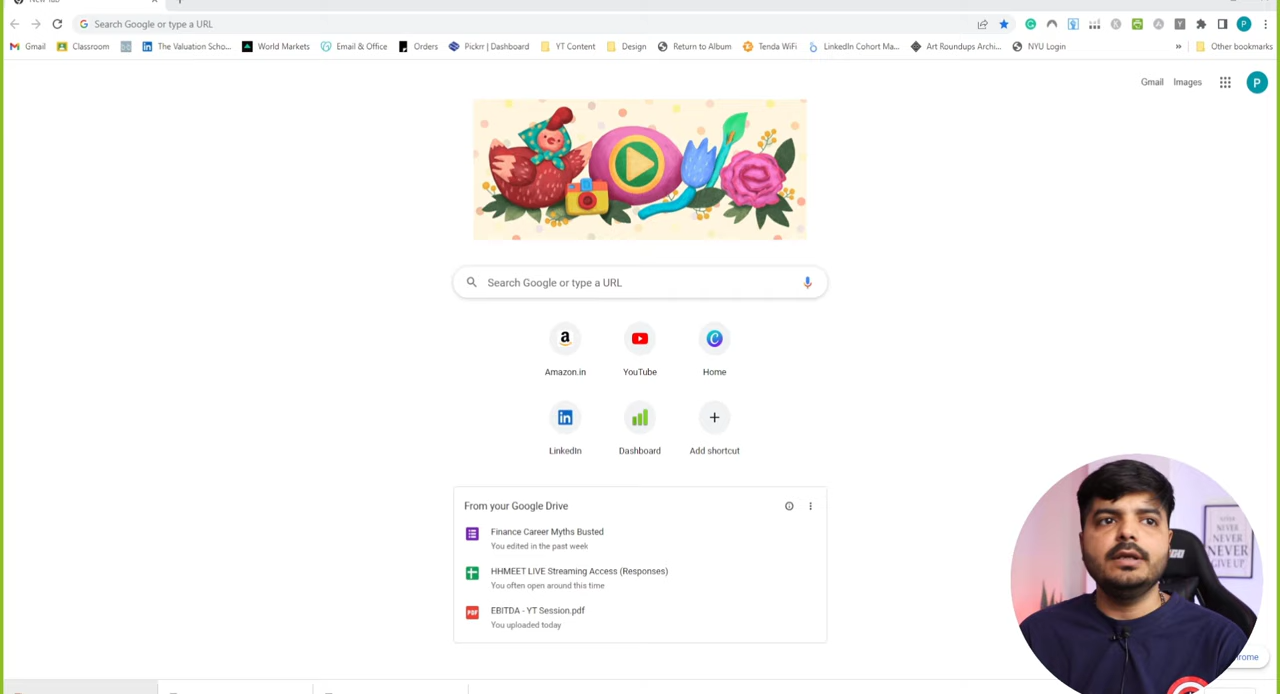 Search Google or type a URL
Gmail Classroom The Valuation Scho... World Markets Email & Office Orders Pickrr | Dashboard YT Content Design Return to Album Tenda WiFi LinkedIn Cohort Ma... Art Roundups Archi... NYU Login » Other bookmarks
Gmail Images P
Search Google or type a URL
Amazon.in YouTube Home
LinkedIn Dashboard Add shortcut
From your Google Drive
Finance Career Myths Busted
You edited in the past week
HHMEET LIVE Streaming Access (Responses)
You often open around this time
EBITDA - YT Session.pdf
You uploaded today
NEVER
NEVER
NEVER
GIVE UP